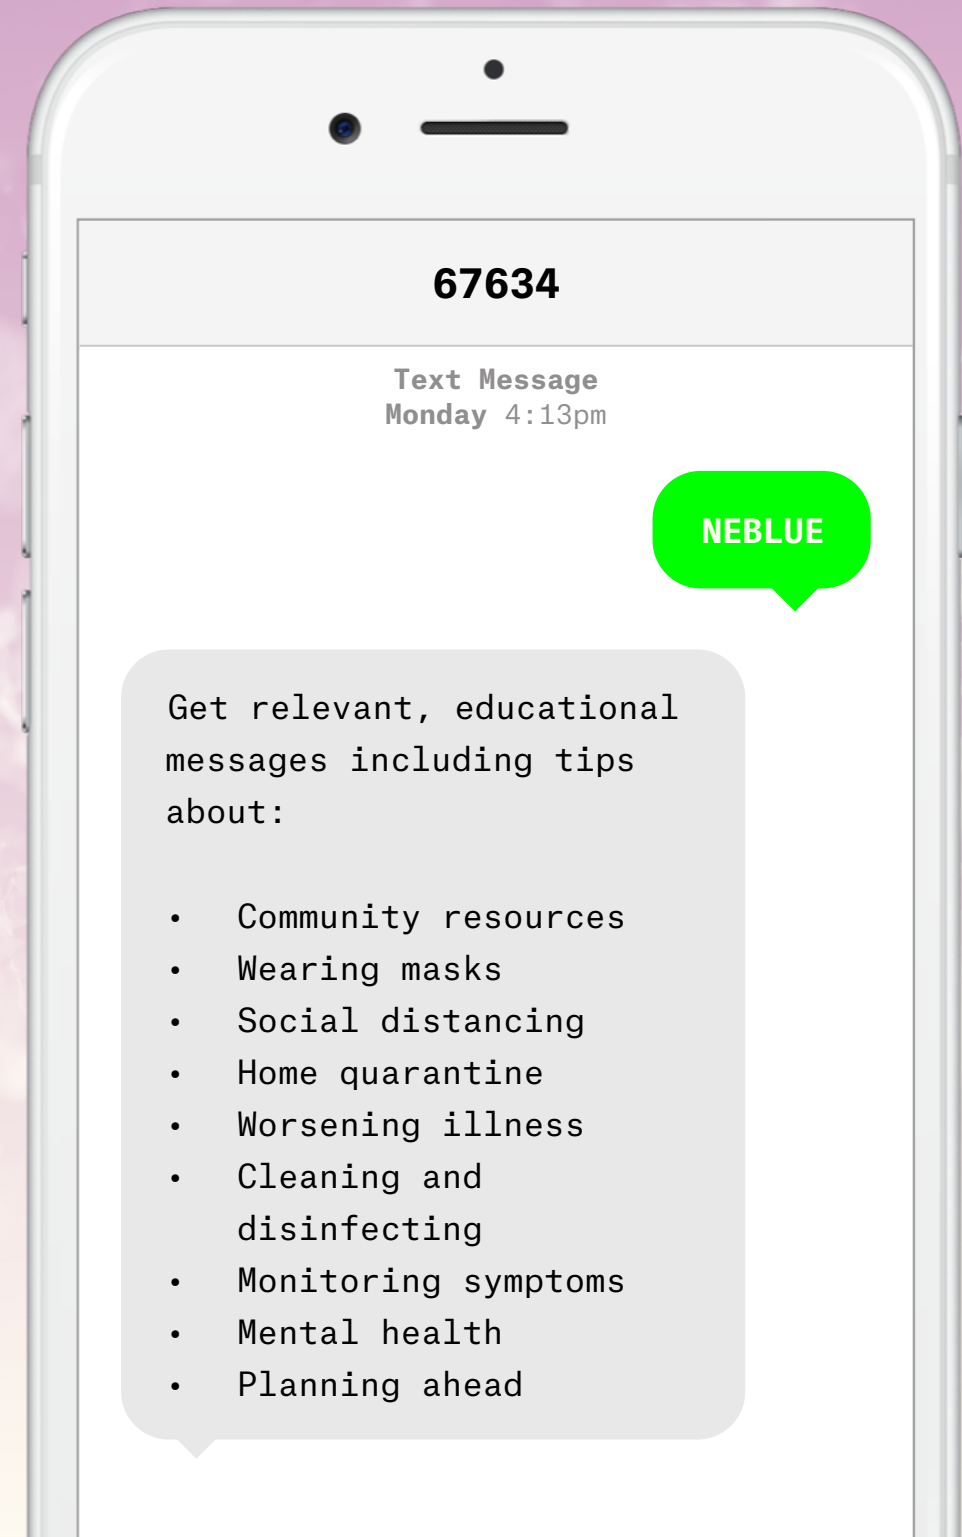 67634
Text Message
Monday 4:13pm
NEBLUE
Get relevant, educational
messages including tips
about:
• Community resources
• Wearing masks
• Social distancing
• Home quarantine
• Worsening illness
• Cleaning and
disinfecting
• Monitoring symptoms
• Mental health
• Planning ahead